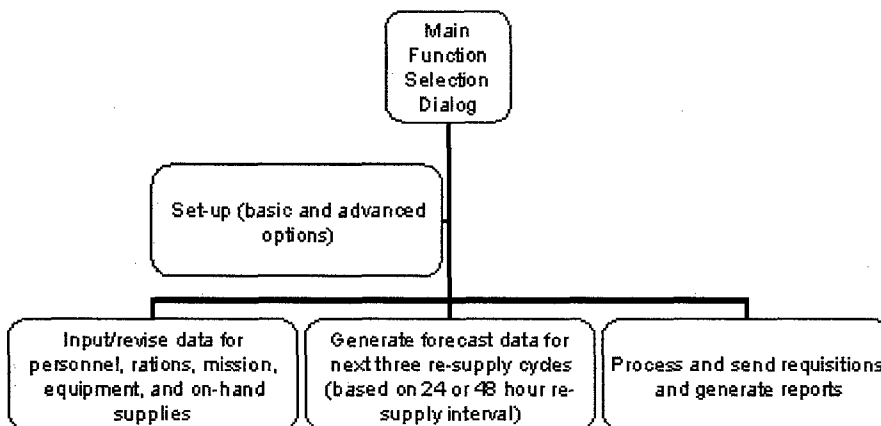 Main
Function
Selection
Dialog
Set-up (basic and advanced
options)
Input/revise data for
personnel, rations, mission,
equipment, and on-hand
supplies
Generate forecast data for
next three re-supply cycles
(based on 24 or 48 hour re-
supply interval)
Process and send requisitions
and generate reports